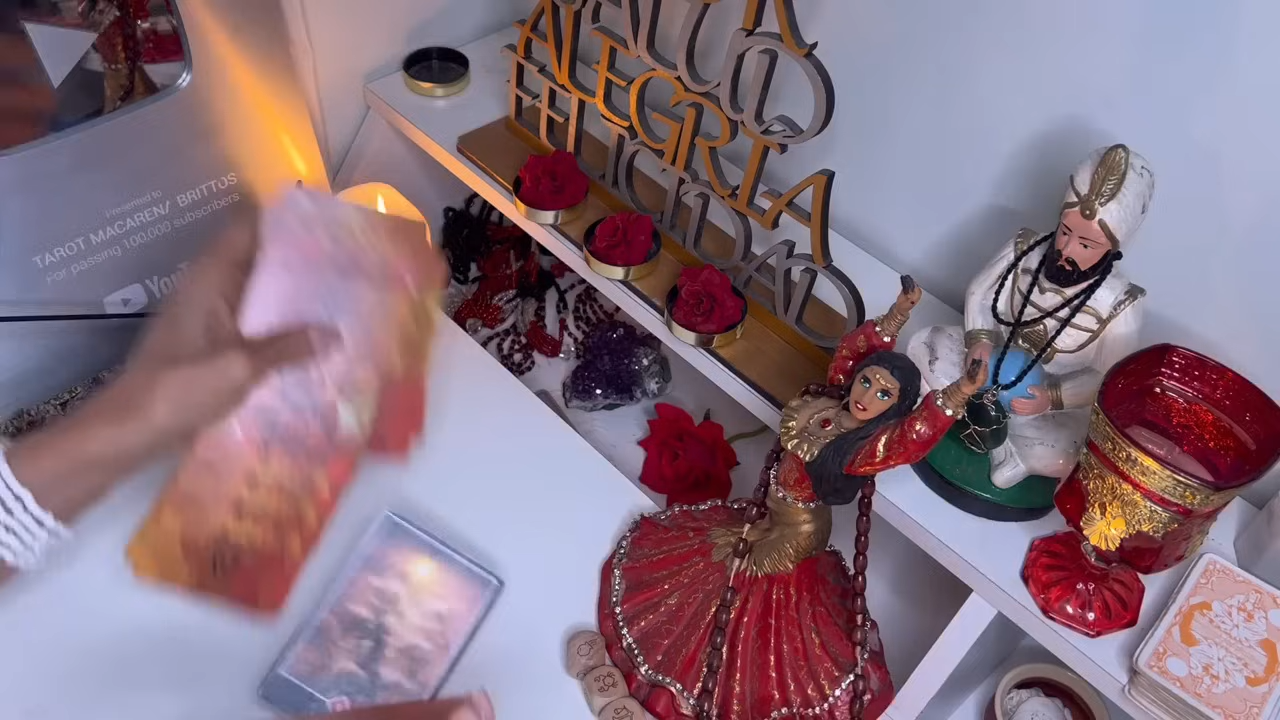 Presented to
TAROT MACAREN/ BRITTOS
For passing 100,000 subscribers
ALEGRIA
FELICIDAD